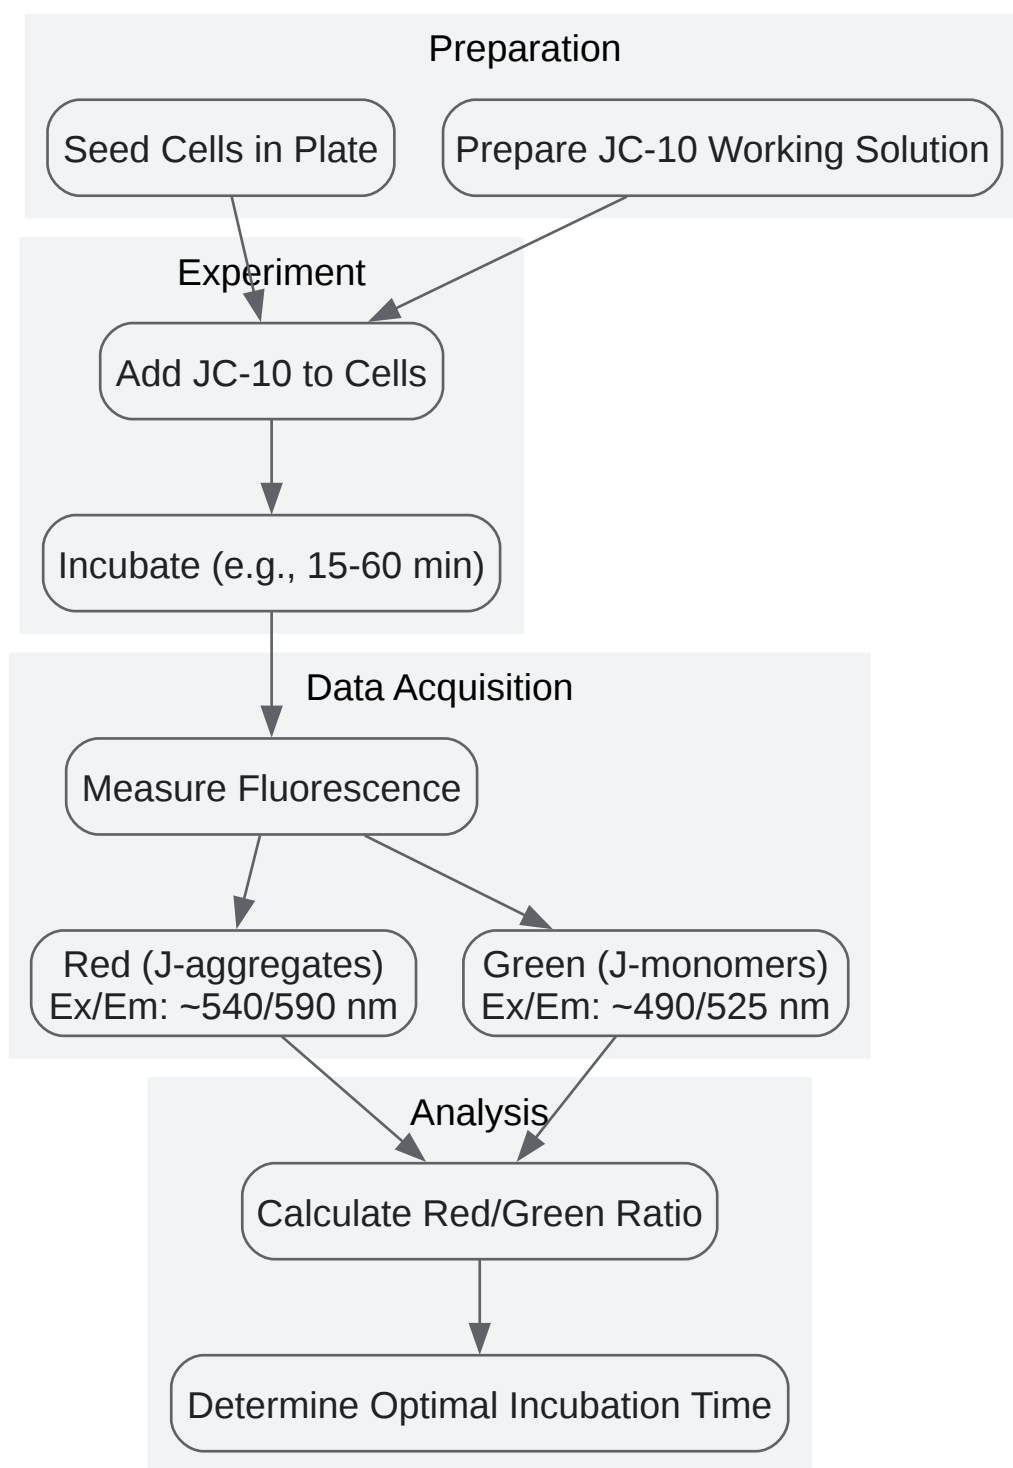 Preparation
Seed Cells in Plate
Prepare JC-10 Working Solution
Experiment
Add JC-10 to Cells
Incubate (e.g., 15-60 min)
Data Acquisition
Measure Fluorescence
Red (J-aggregates)
Ex/Em: ~540/590 nm
Green (J-monomers)
Ex/Em: ~490/525 nm
Analysis
Calculate Red/Green Ratio
Determine Optimal Incubation Time